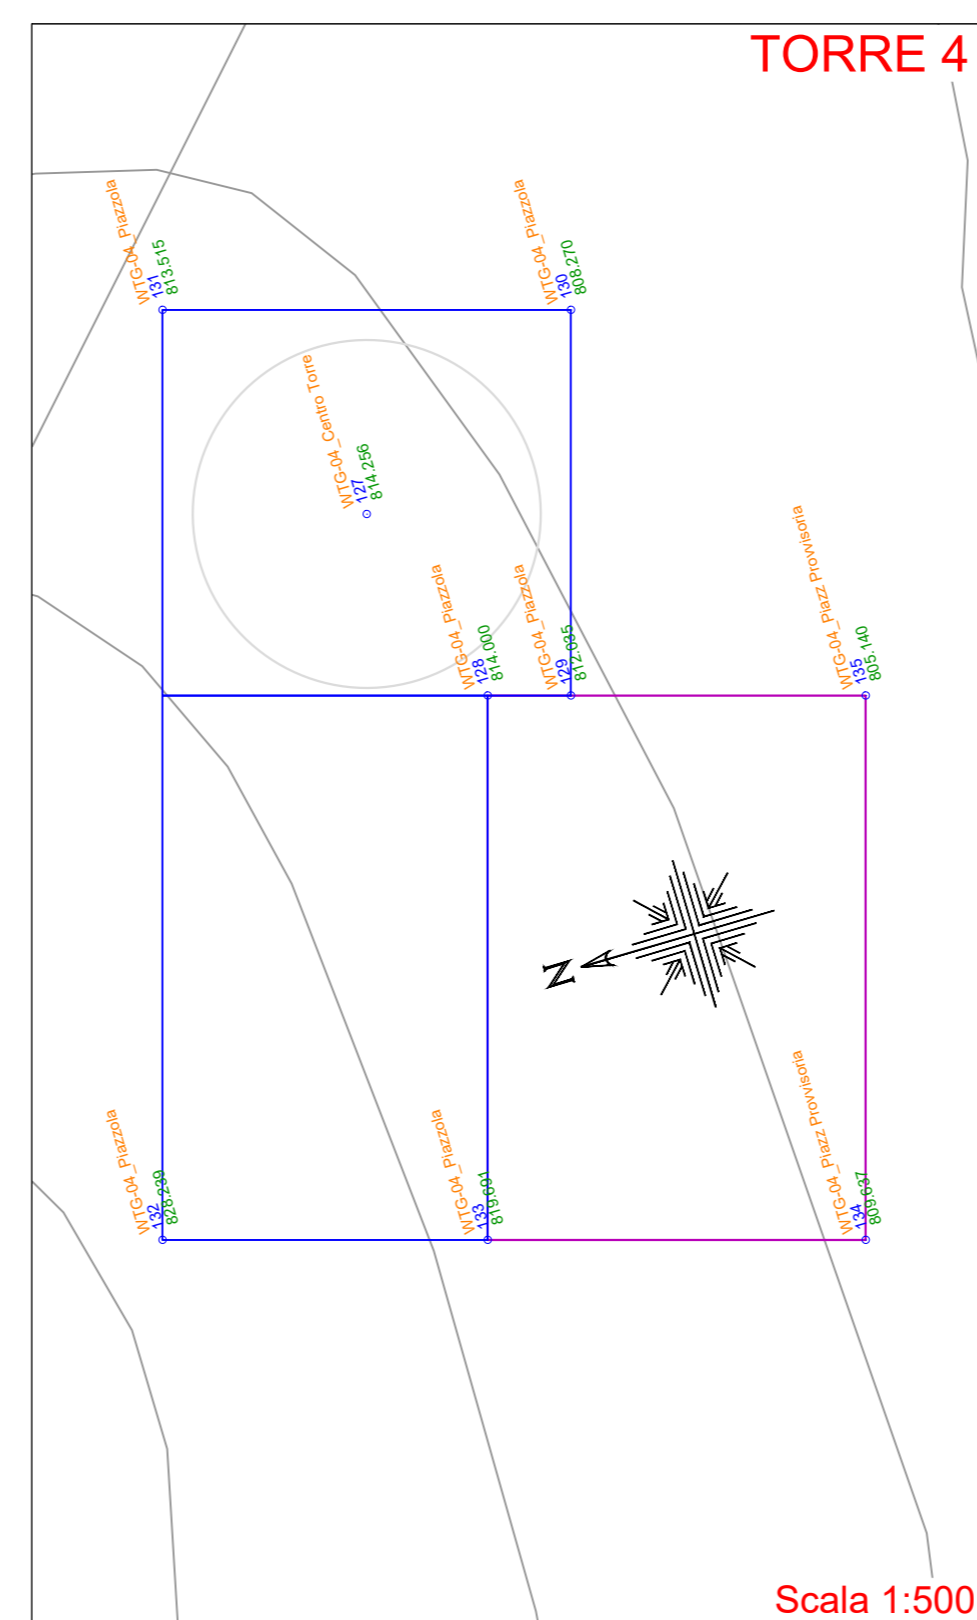 TORRE 4
WTG-04_Piazzola
131
813.515
WTG-04_Piazzola
130
808.270
WTG-04_Centro Torre
127
814.256
WTG-04_Piazzola
128
814.000
WTG-04_Piazzola
129
812.035
WTG-04_Piazz Provvisoria
135
805.140
N
WTG-04_Piazzola
132
828.239
WTG-04_Piazzola
133
819.691
WTG-04_Piazz Provvisoria
134
809.637
Scala 1:500